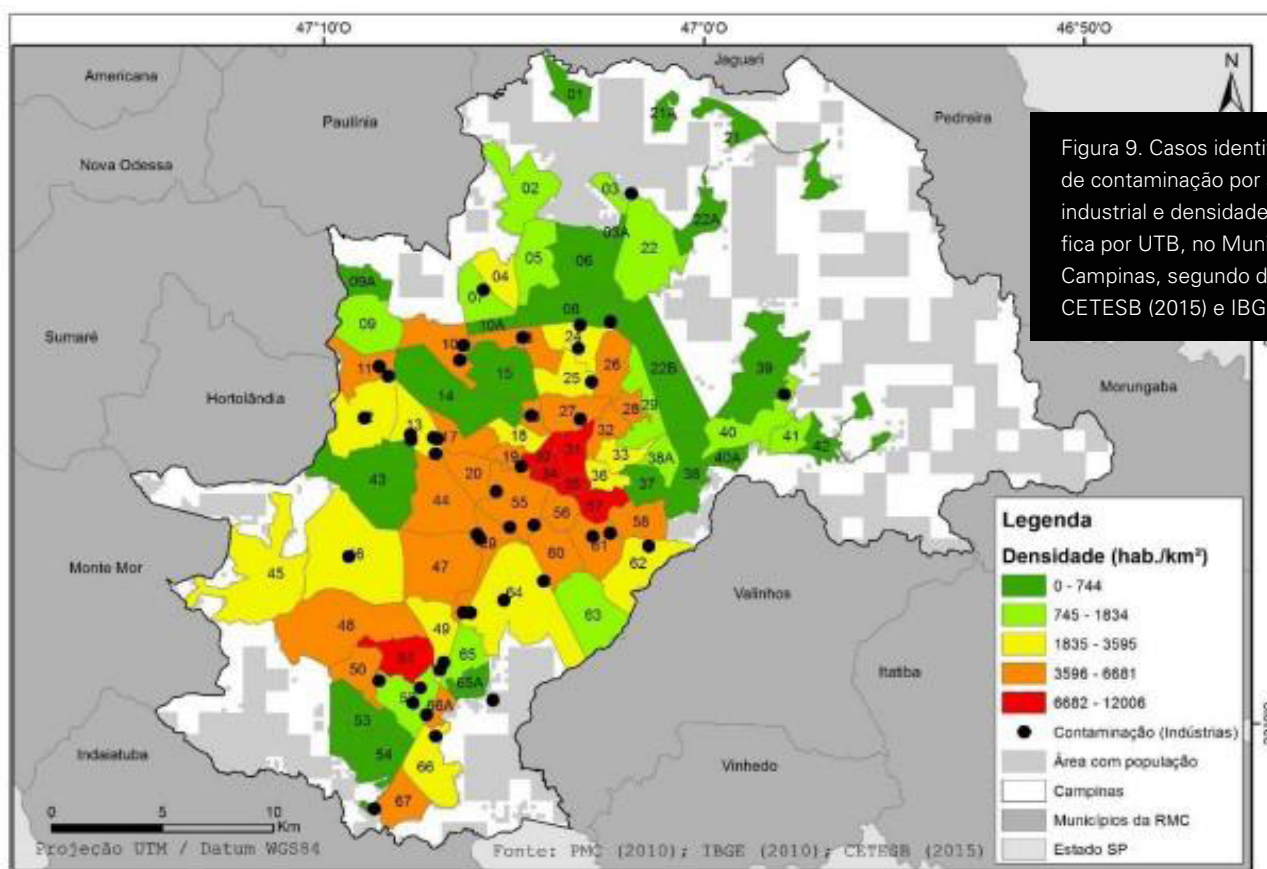 47°10'O
47°0'O
46°50'O
Jaguari
Americana
Paulínia
Pedreira
Nova Odessa
N
Sumaré
Hortolândia
Morungaba
Monte Mor
Valinhos
Itatiba
Indaiatuba
Vinhedo
01
21A
21
02
03
03A
22A
22
05
06
04
07
09A
09
10A
08
24
10
11
15
14
25
26
22B
39
29
28
27
32
13
17
18
33
40
41
42
38A
40A
19
34
36
37
38
43
20
44
35
55
56
57
58
61
60
62
47
45
64
63
48
49
65
50
65A
66A
53
54
66
67
Figura 9. Casos identi
de contaminação por
industrial e densidade
fica por UTB, no Muni
Campinas, segundo d
CETESB (2015) e IBG
Legenda
Densidade (hab./km²)
0 - 744
745 - 1834
1835 - 3595
3596 - 6681
6682 - 12006
Contaminação (Indústrias)
Área com população
Campinas
Municípios da RMC
Estado SP
0 5 10
Km
Projeção UTM / Datum WGS84
Fonte: PMC (2010); IBGE (2010); CETESB (2015)